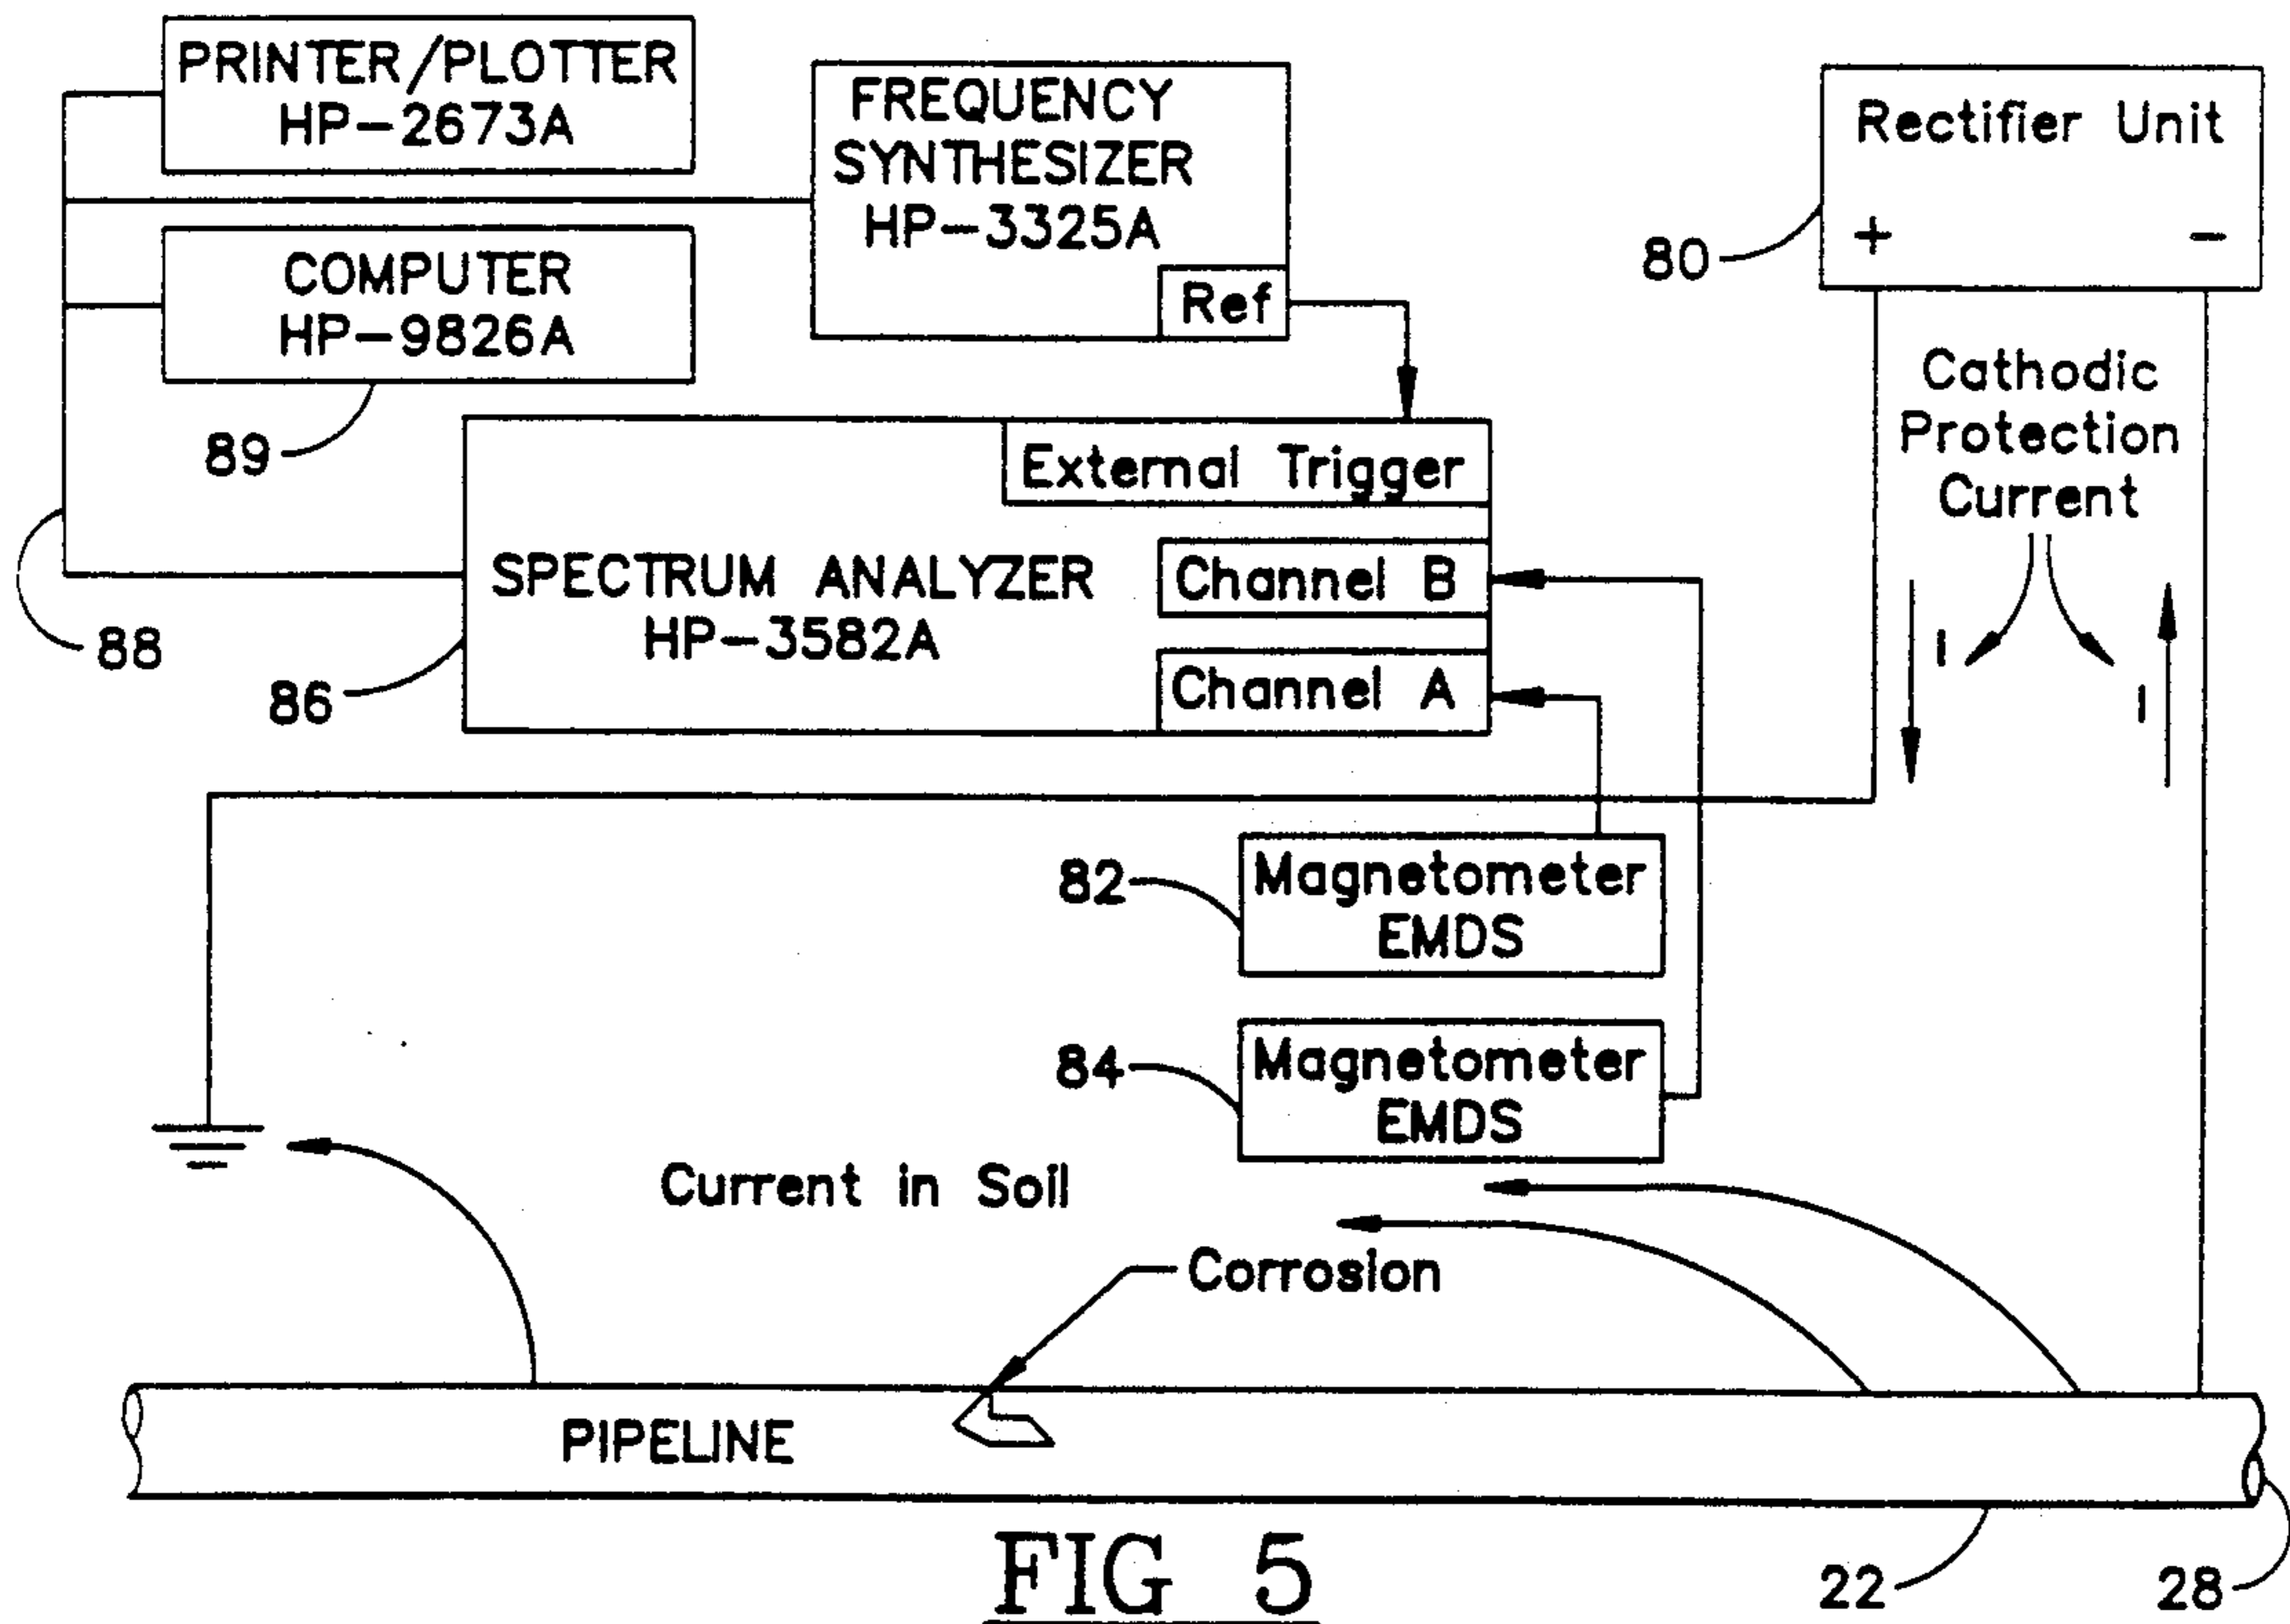 PRINTER/PLOTTER
HP-2673A
FREQUENCY
SYNTHESIZER
HP-3325A
Ref
Rectifier Unit
+ -
80
COMPUTER
HP-9826A
89
Cathodic
Protection
Current
External Trigger
SPECTRUM ANALYZER
HP-3582A
Channel B
Channel A
88
86
I
I
82
Magnetometer
EMDS
84
Magnetometer
EMDS
Current in Soil
Corrosion
PIPELINE
22
28
FIG 5